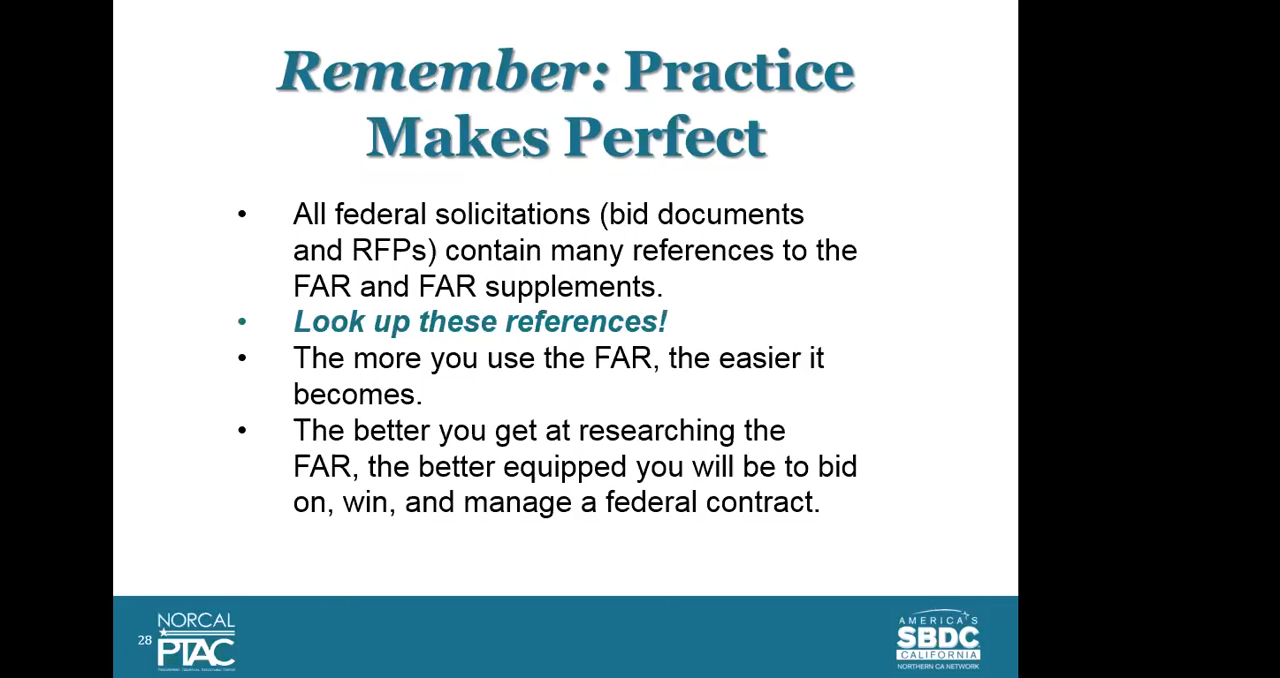 Remember: Practice
Makes Perfect
• All federal solicitations (bid documents
and RFPs) contain many references to the
FAR and FAR supplements.
• Look up these references!
• The more you use the FAR, the easier it
becomes.
• The better you get at researching the
FAR, the better equipped you will be to bid
on, win, and manage a federal contract.
28
NORCAL
PTAC
AMERICA'S
SBDC
CALIFORNIA
NORTHERN CA NETWORK